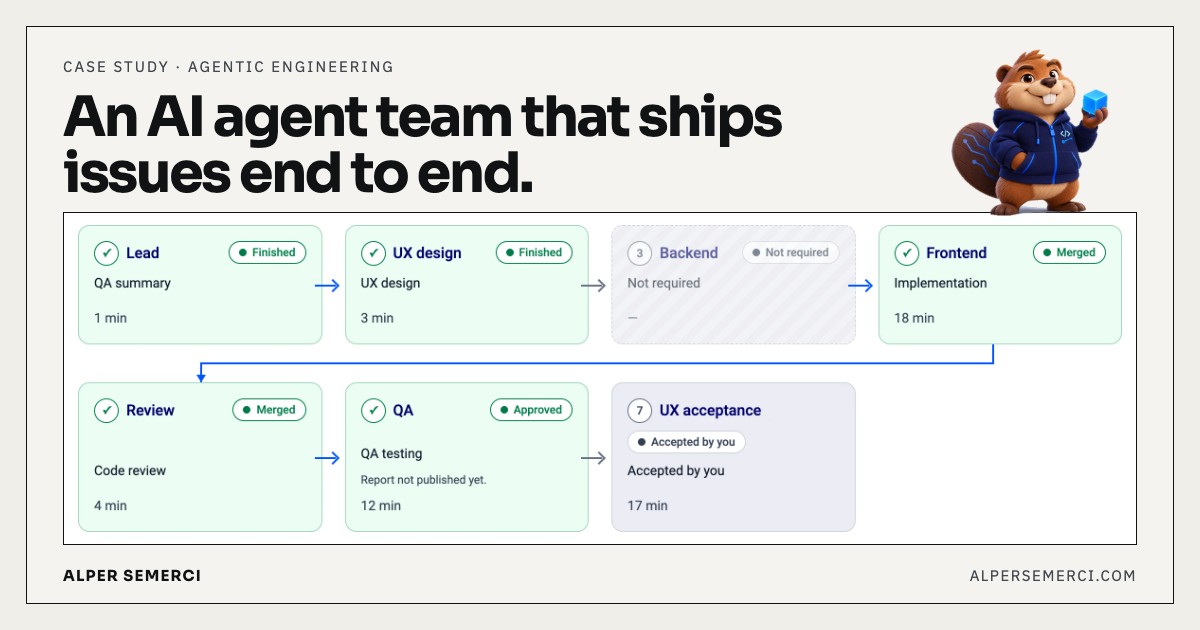 CASE STUDY · AGENTIC ENGINEERING
An AI agent team that ships
issues end to end.
</>
✓ Lead ● Finished
QA summary
1 min
✓ UX design ● Finished
UX design
3 min
3 Backend ● Not required
Not required
—
✓ Frontend ● Merged
Implementation
18 min
✓ Review ● Merged
Code review
4 min
✓ QA ● Approved
QA testing
Report not published yet.
12 min
7 UX acceptance
● Accepted by you
Accepted by you
17 min
ALPER SEMERCI
ALPERSEMERCI.COM